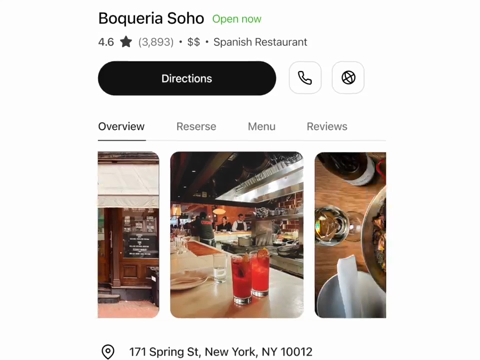 Boqueria Soho Open now
4.6 ★ (3,893) • $$ • Spanish Restaurant
Directions
Overview Reserse Menu Reviews
171 Spring St, New York, NY 10012